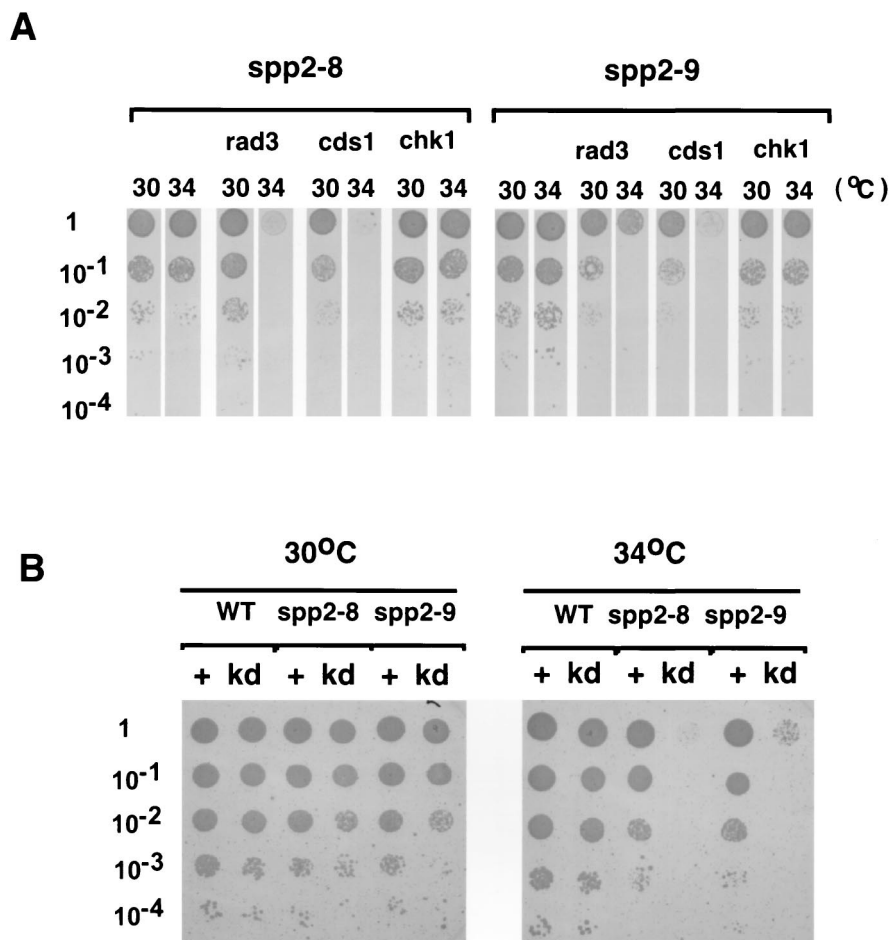 A
spp2-8 spp2-9
rad3 cds1 chk1 rad3 cds1 chk1
30 34 30 34 30 34 30 34 30 34 30 34 30 34 30 34 (ºC)
1
10-1
10-2
10-3
10-4
B
30ºC 34ºC
WT spp2-8 spp2-9 WT spp2-8 spp2-9
+ kd + kd + kd + kd + kd + kd
1
10-1
10-2
10-3
10-4